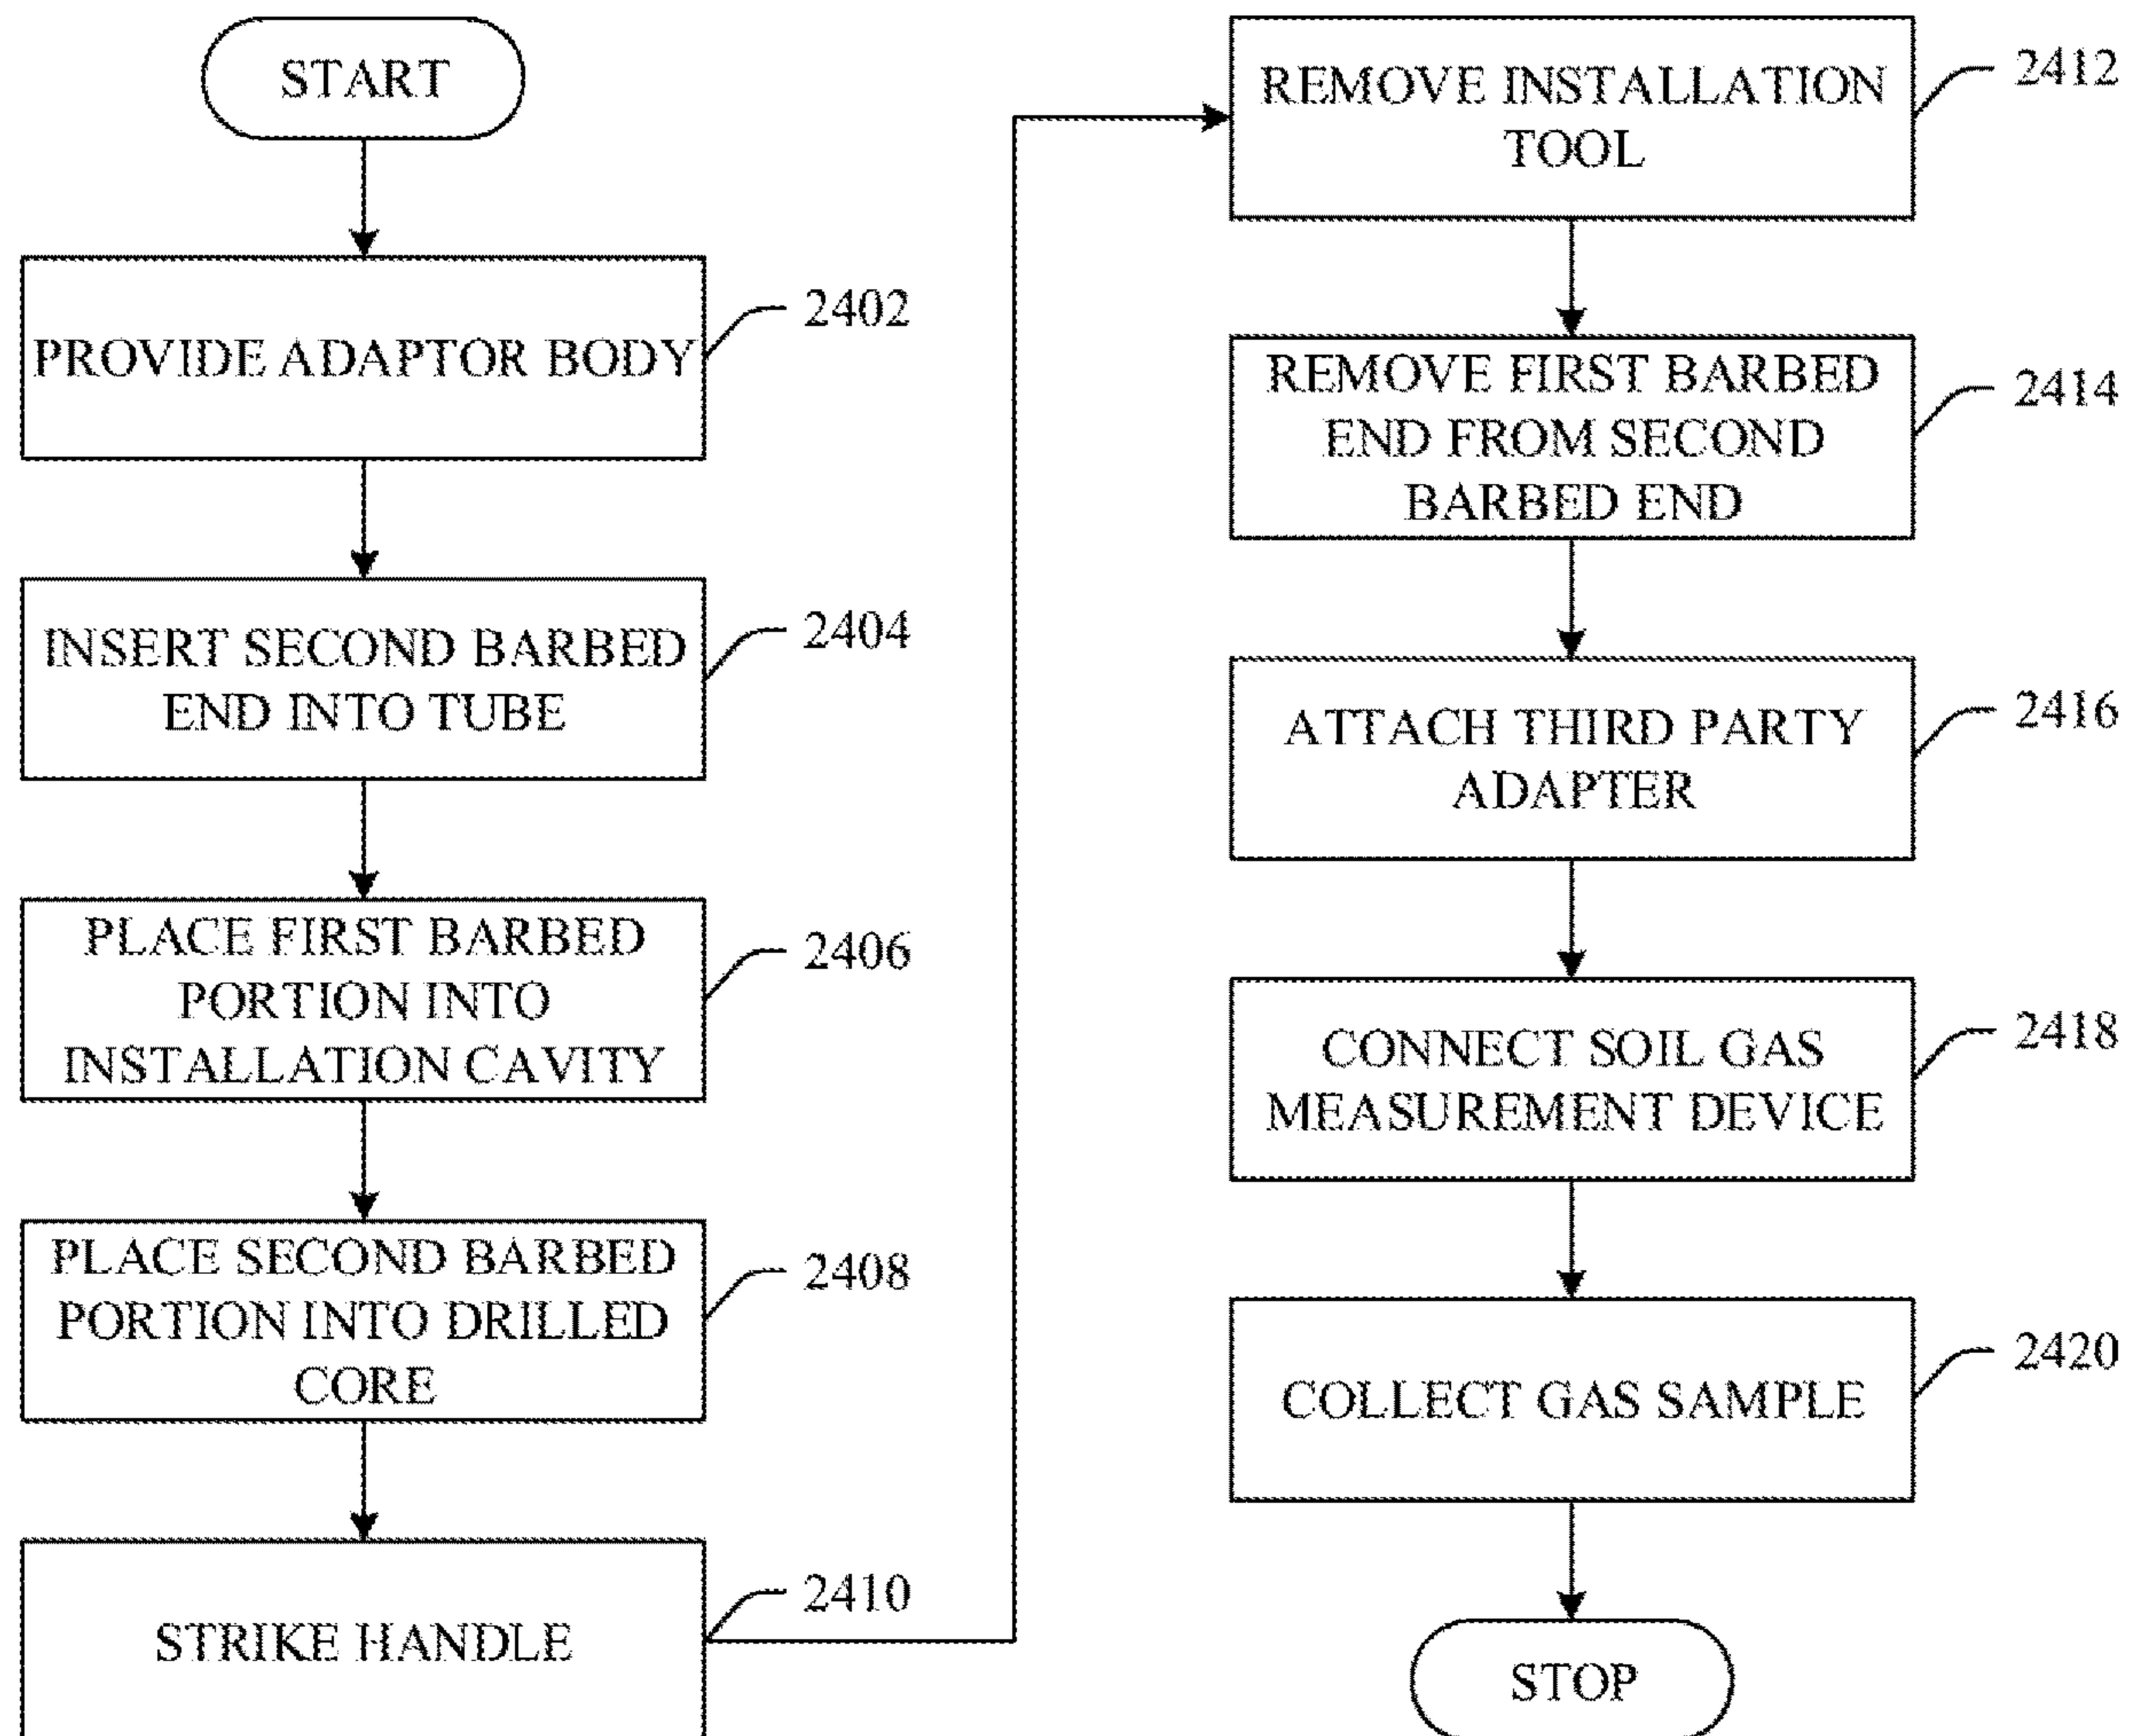 START
PROVIDE ADAPTOR BODY
2402
INSERT SECOND BARBED
END INTO TUBE
2404
PLACE FIRST BARBED
PORTION INTO
INSTALLATION CAVITY
2406
PLACE SECOND BARBED
PORTION INTO DRILLED
CORE
2408
STRIKE HANDLE
2410
REMOVE INSTALLATION
TOOL
2412
REMOVE FIRST BARBED
END FROM SECOND
BARBED END
2414
ATTACH THIRD PARTY
ADAPTER
2416
CONNECT SOIL GAS
MEASUREMENT DEVICE
2418
COLLECT GAS SAMPLE
2420
STOP